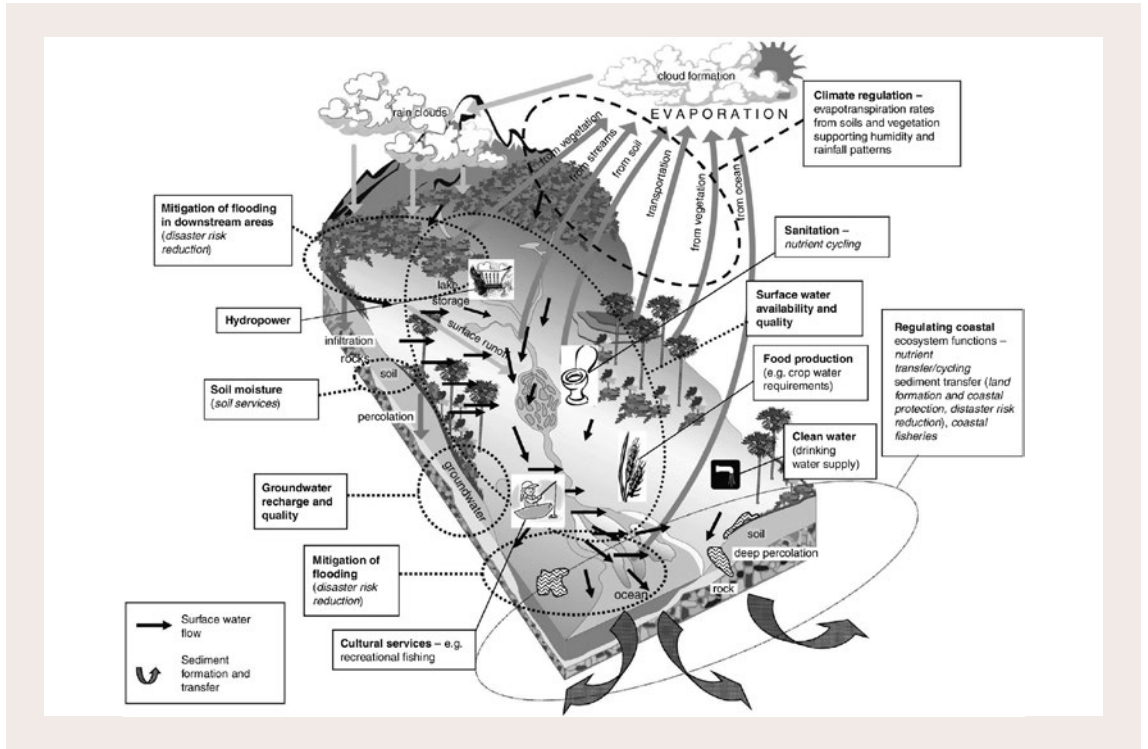 cloud formation
rain clouds
EVAPORATION
from vegetation
from streams
from soil
transportation
from vegetation
from ocean
Climate regulation –
evapotranspiration rates
from soils and vegetation
supporting humidity and
rainfall patterns
Mitigation of flooding
in downstream areas
(disaster risk
reduction)
Sanitation –
nutrient cycling
lake
storage
Hydropower
Surface water
availability and
quality
Regulating coastal
ecosystem functions –
nutrient
transfer/cycling
sediment transfer (land
formation and coastal
protection, distaster risk
reduction), coastal
fisheries
surface runoff
infiltration
rocks
soil
Food production
(e.g. crop water
requirements)
Soil moisture
(soil services)
percolation
Clean water
(drinking
water supply)
groundwater
Groundwater
recharge and
quality
soil
deep percolation
rock
ocean
Mitigation of
flooding
(disaster risk
reduction)
Cultural services – e.g.
recreational fishing
Surface water
flow
Sediment
formation and
transfer